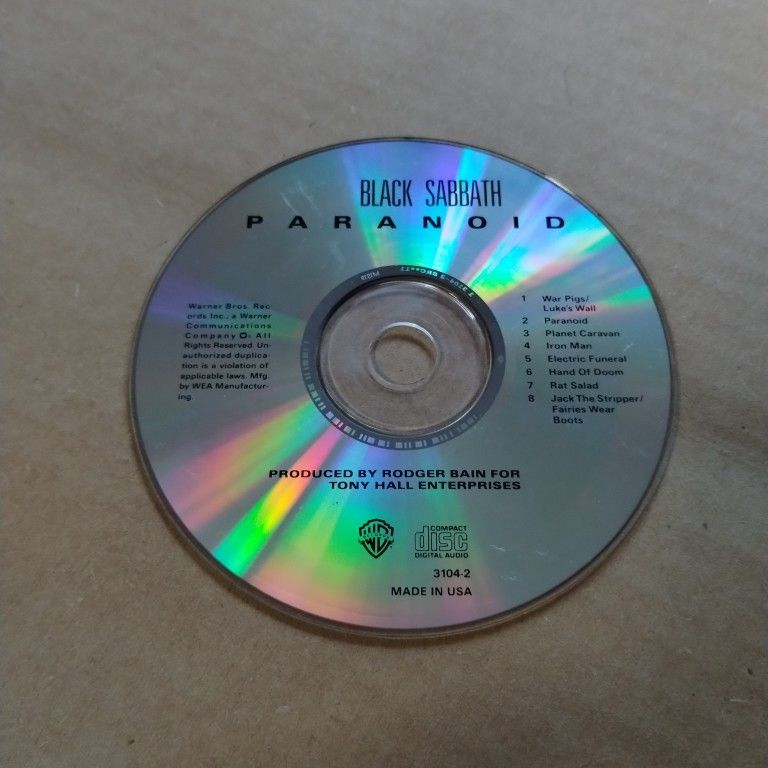 BLACK SABBATH
PARANOID
Warner Bros. Rec-
ords Inc., a Warner
Communications
Company All
Rights Reserved. Un-
authorized duplica-
tion is a violation of
applicable laws. Mfg.
by WEA Manufactur-
ing.
1 War Pigs/
Luke's Wall
2 Paranoid
3 Planet Caravan
4 Iron Man
5 Electric Funeral
6 Hand Of Doom
7 Rat Salad
8 Jack The Stripper/
Fairies Wear
Boots
PRODUCED BY RODGER BAIN FOR
TONY HALL ENTERPRISES
COMPACT
disc
DIGITAL AUDIO
3104-2
MADE IN USA